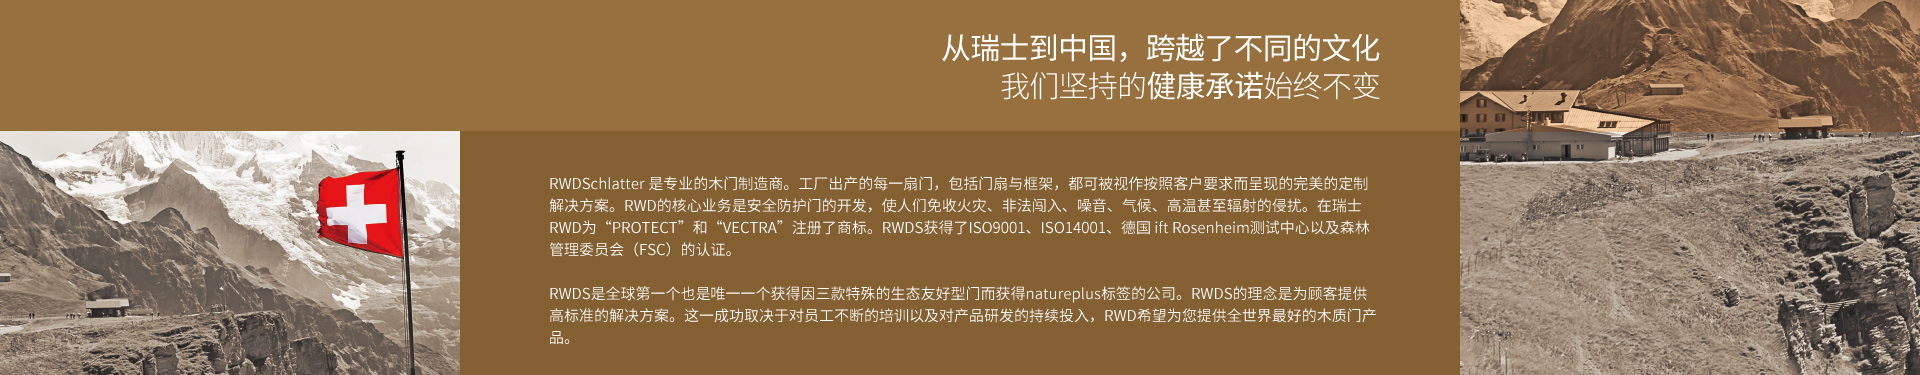 从瑞士到中国，跨越了不同的文化
我们坚持的健康承诺始终不变
RWDSchlatter 是专业的木门制造商。工厂出产的每一扇门，包括门扇与框架，都可被视作按照客户要求而呈现的完美的定制
解决方案。RWD的核心业务是安全防护门的开发，使人们免收火灾、非法闯入、噪音、气候、高温甚至辐射的侵扰。在瑞士
RWD为“PROTECT”和“VECTRA”注册了商标。RWDS获得了ISO9001、ISO14001、德国 ift Rosenheim测试中心以及森林
管理委员会（FSC）的认证。
RWDS是全球第一个也是唯一一个获得因三款特殊的生态友好型门而获得natureplus标签的公司。RWDS的理念是为顾客提供
高标准的解决方案。这一成功取决于对员工不断的培训以及对产品研发的持续投入，RWD希望为您提供全世界最好的木质门产
品。